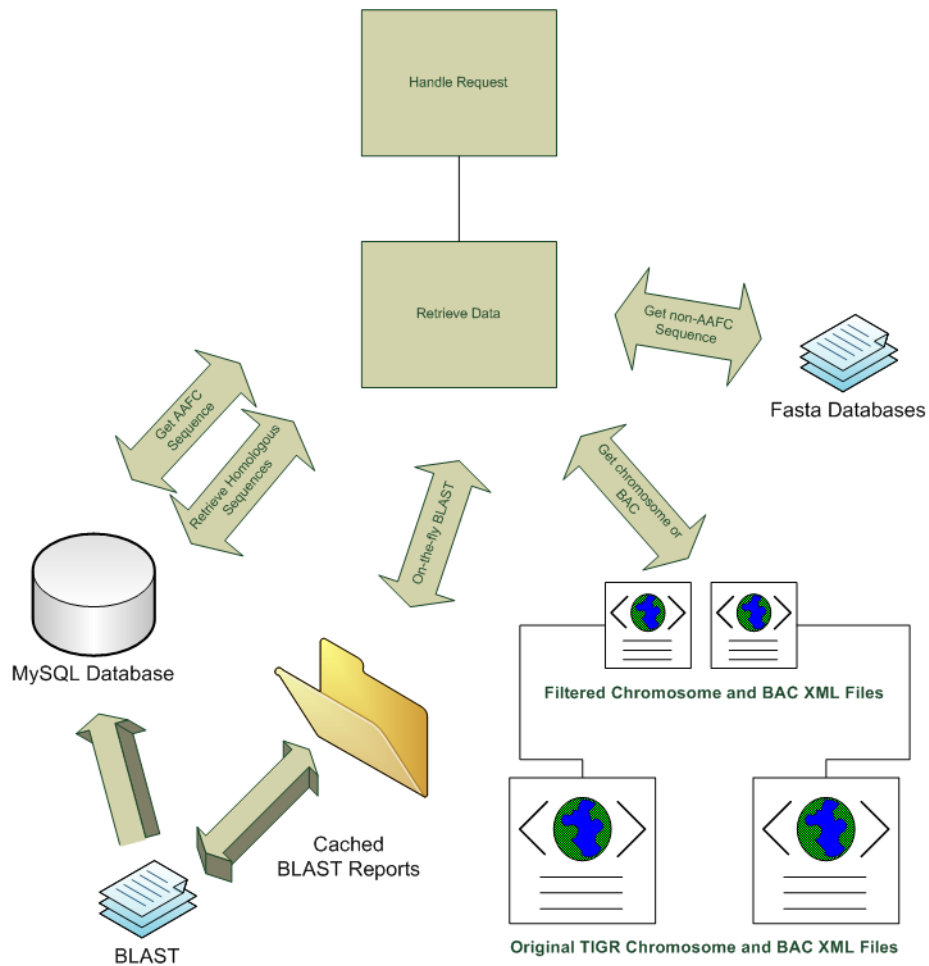 Handle Request
Retrieve Data
Get non-AAFC
Sequence
Fasta Databases
Get AAFC
Sequence
Retrieve Homologous
Sequences
On-the-fly BLAST
Get chromosome or
BAC
MySQL Database
Filtered Chromosome and BAC XML Files
Cached
BLAST Reports
BLAST
Original TIGR Chromosome and BAC XML Files